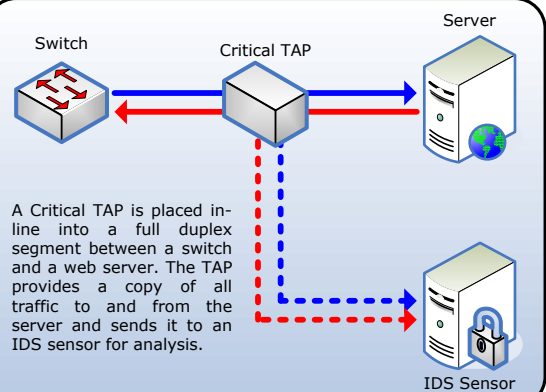 Server
Switch
Critical TAP
A Critical TAP is placed in-
line into a full duplex
segment between a switch
and a web server. The TAP
provides a copy of all
traffic to and from the
server and sends it to an
IDS sensor for analysis.
IDS Sensor